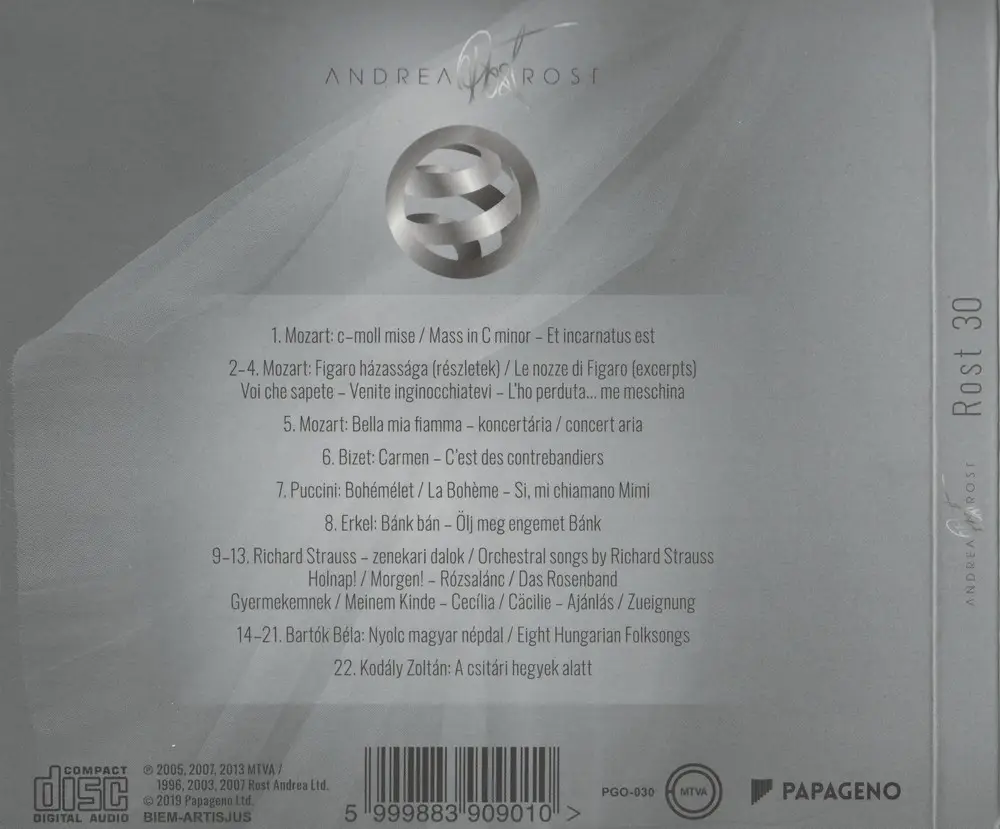 ANDREA Rost ROST
1. Mozart: c–moll mise / Mass in C minor – Et incarnatus est
2–4. Mozart: Figaro házassága (részletek) / Le nozze di Figaro (excerpts)
Voi che sapete – Venite inginocchiatevi – L'ho perduta... me meschina
5. Mozart: Bella mia fiamma – koncertária / concert aria
6. Bizet: Carmen – C'est des contrebandiers
7. Puccini: Bohémélet / La Bohème – Si, mi chiamano Mimi
8. Erkel: Bánk bán – Ölj meg engemet Bánk
9–13. Richard Strauss – zenekari dalok / Orchestral songs by Richard Strauss
Holnap! / Morgen! – Rózsalánc / Das Rosenband
Gyermekemnek / Meinem Kinde – Cecília / Cäcilie – Ajánlás / Zueignung
14–21. Bartók Béla: Nyolc magyar népdal / Eight Hungarian Folksongs
22. Kodály Zoltán: A csitári hegyek alatt
COMPACT
disc
DIGITAL AUDIO
℗ 2005, 2007, 2013 MTVA /
1996, 2003, 2007 Rost Andrea Ltd.
© 2019 Papageno Ltd.
BIEM-ARTISJUS
5 999883 909010 >
PGO-030
MTVA
PAPAGENO
Rost 30
ANDREA Rost ROST